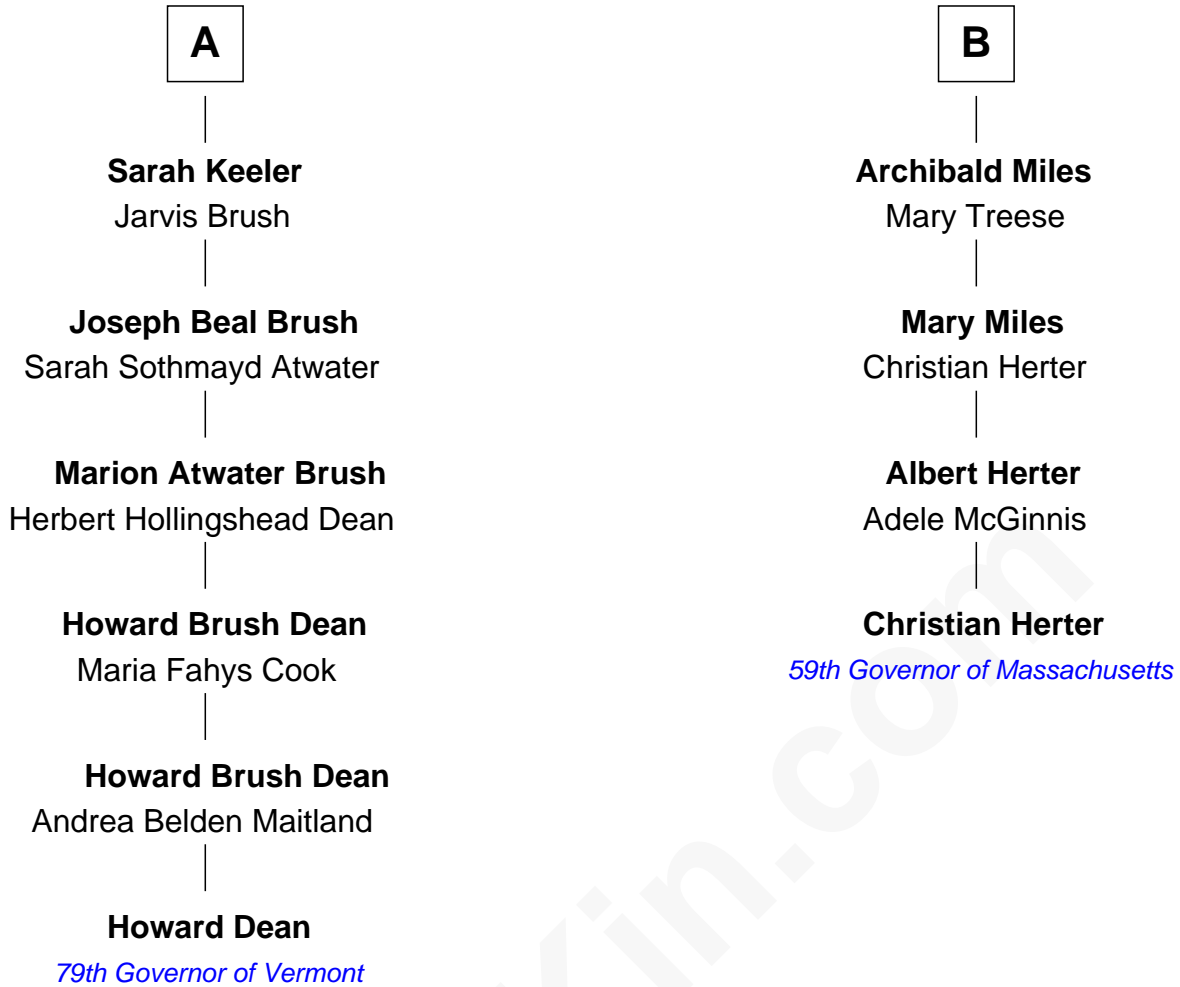 A
Sarah Keeler
Jarvis Brush
Joseph Beal Brush
Sarah Sothmayd Atwater
Marion Atwater Brush
Herbert Hollingshead Dean
Howard Brush Dean
Maria Fahys Cook
Howard Brush Dean
Andrea Belden Maitland
Howard Dean
79th Governor of Vermont
B
Archibald Miles
Mary Treese
Mary Miles
Christian Herter
Albert Herter
Adele McGinnis
Christian Herter
59th Governor of Massachusetts
Kin.com